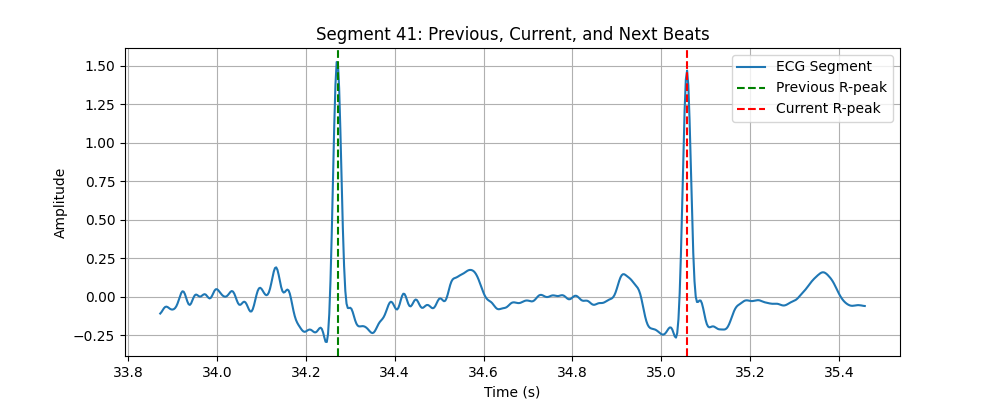 Segment 41: Previous, Current, and Next Beats
ECG Segment
Previous R-peak
Current R-peak
Amplitude
1.50
1.25
1.00
0.75
0.50
0.25
0.00
−0.25
33.8 34.0 34.2 34.4 34.6 34.8 35.0 35.2 35.4
Time (s)